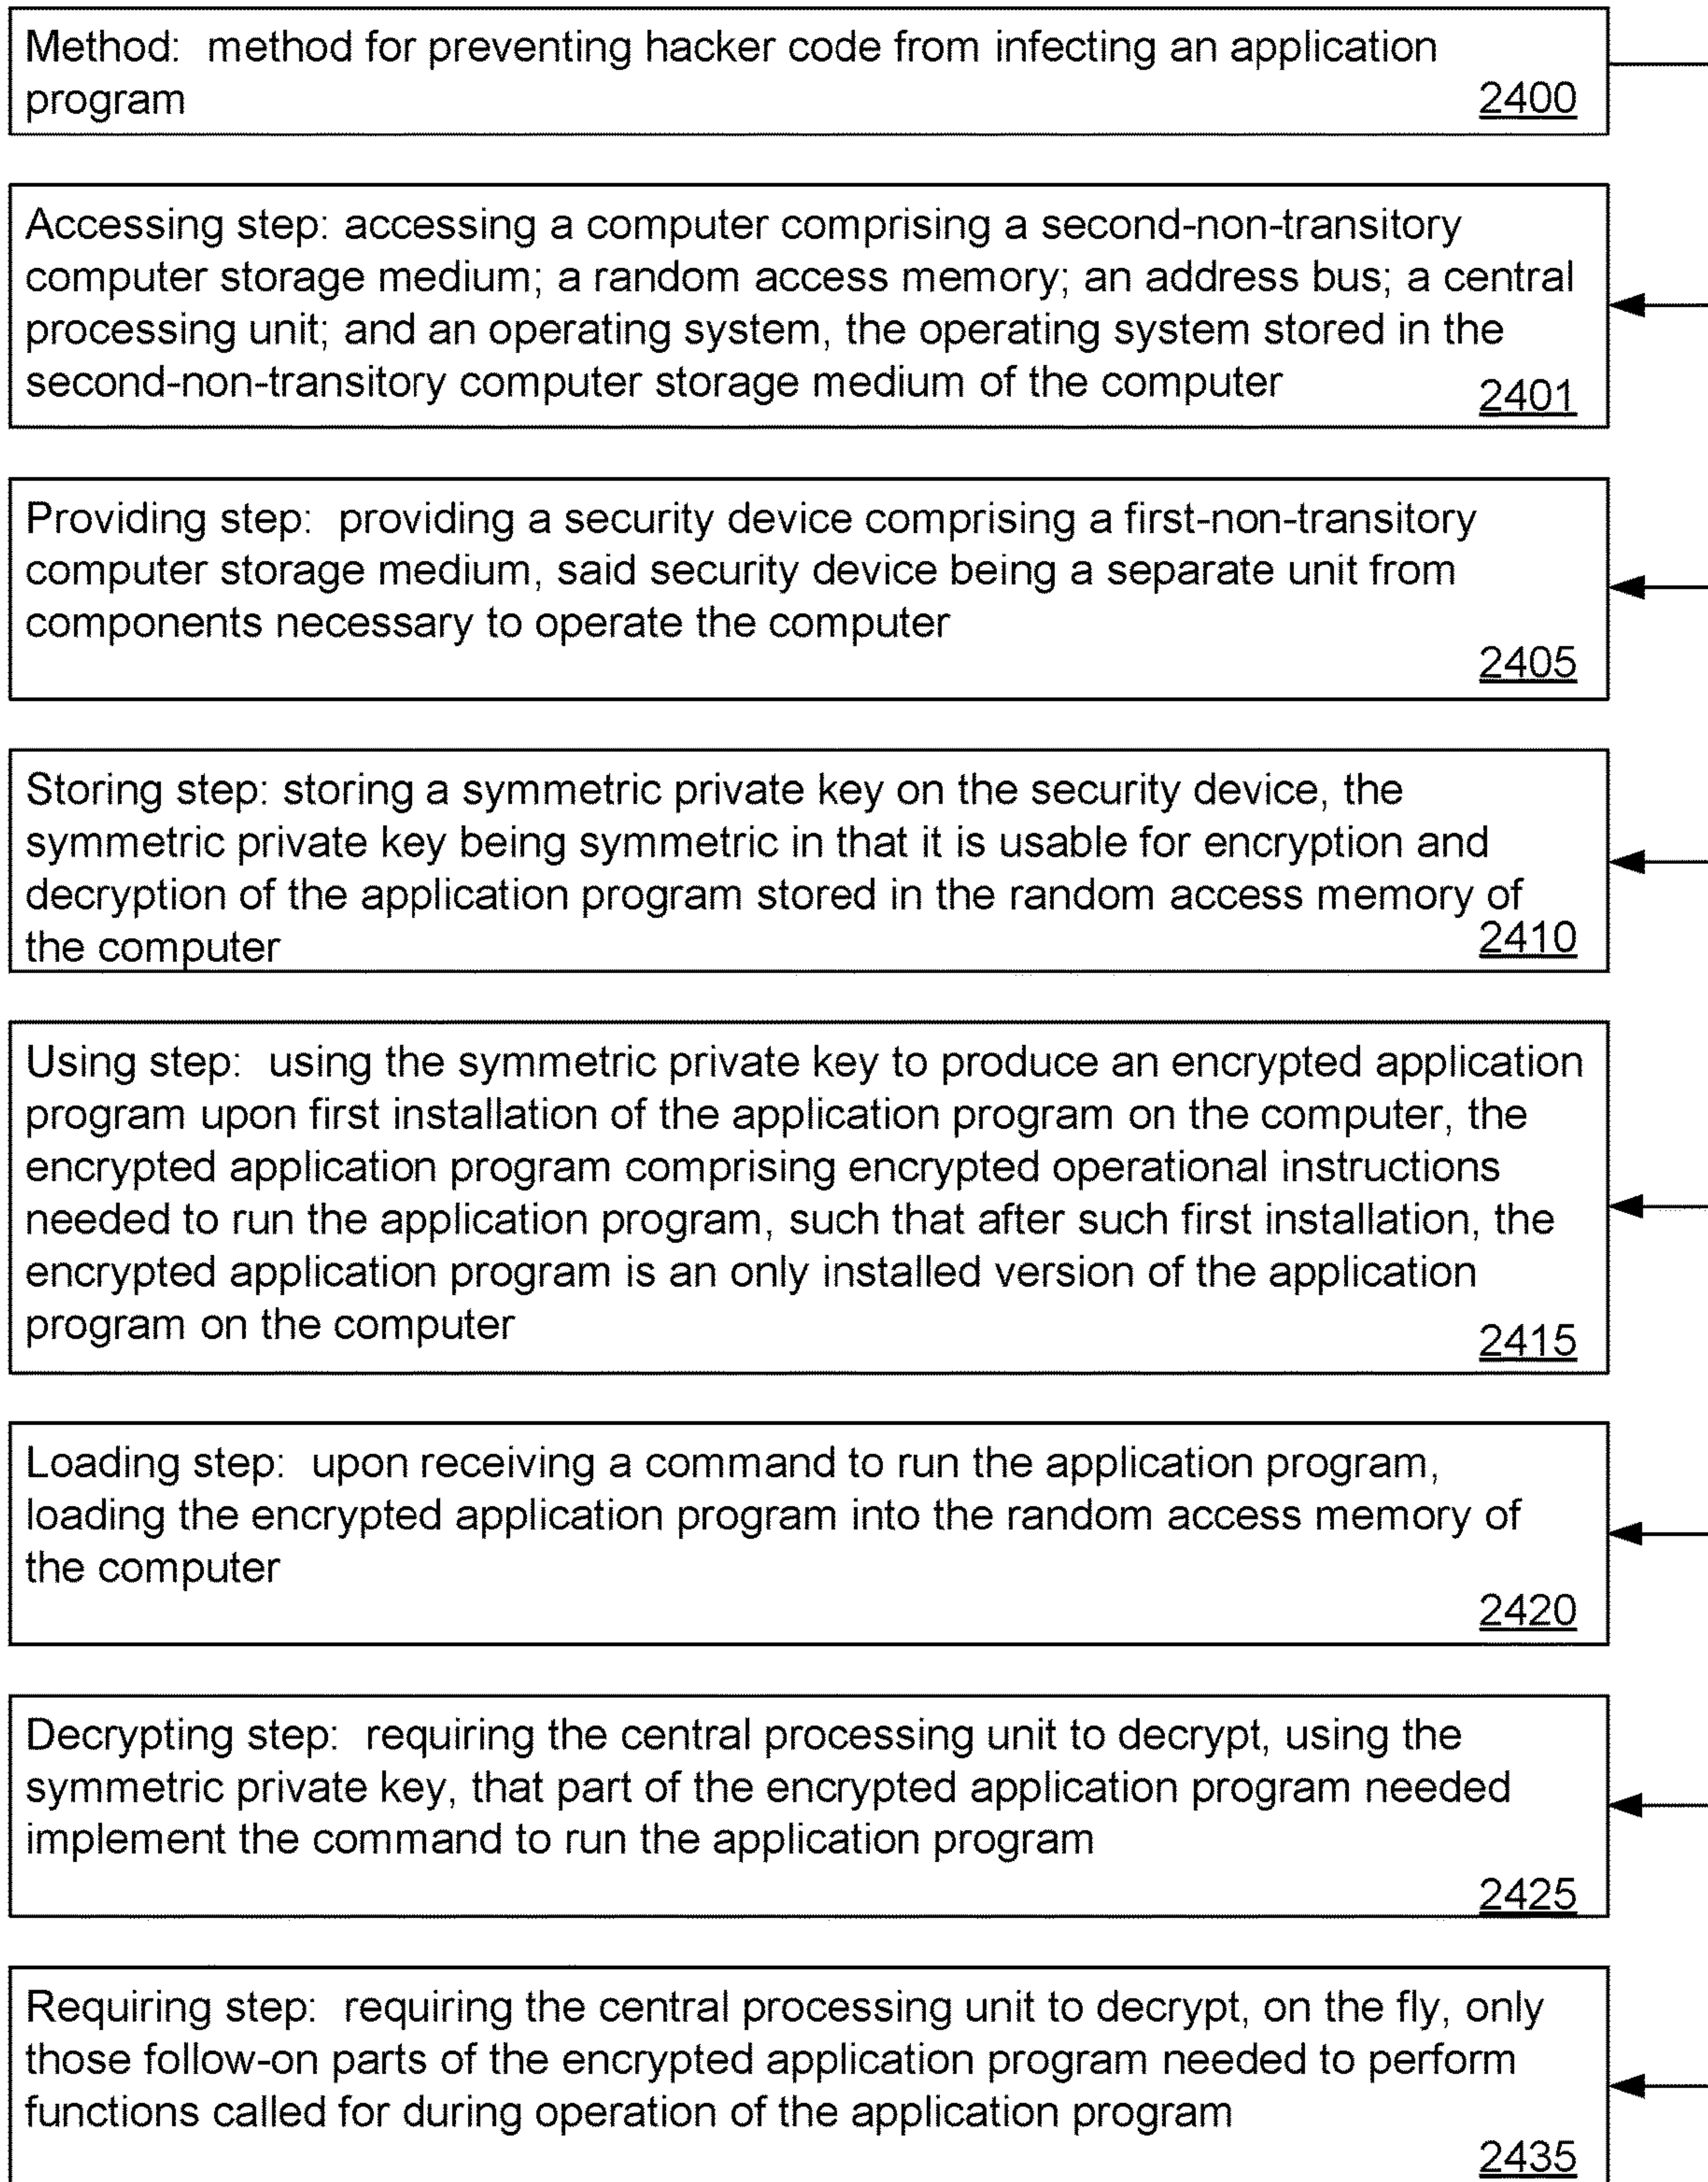 Method: method for preventing hacker code from infecting an application
program
2400
Accessing step: accessing a computer comprising a second-non-transitory
computer storage medium; a random access memory; an address bus; a central
processing unit; and an operating system, the operating system stored in the
second-non-transitory computer storage medium of the computer
2401
Providing step: providing a security device comprising a first-non-transitory
computer storage medium, said security device being a separate unit from
components necessary to operate the computer
2405
Storing step: storing a symmetric private key on the security device, the
symmetric private key being symmetric in that it is usable for encryption and
decryption of the application program stored in the random access memory of
the computer
2410
Using step: using the symmetric private key to produce an encrypted application
program upon first installation of the application program on the computer, the
encrypted application program comprising encrypted operational instructions
needed to run the application program, such that after such first installation, the
encrypted application program is an only installed version of the application
program on the computer
2415
Loading step: upon receiving a command to run the application program,
loading the encrypted application program into the random access memory of
the computer
2420
Decrypting step: requiring the central processing unit to decrypt, using the
symmetric private key, that part of the encrypted application program needed
implement the command to run the application program
2425
Requiring step: requiring the central processing unit to decrypt, on the fly, only
those follow-on parts of the encrypted application program needed to perform
functions called for during operation of the application program
2435